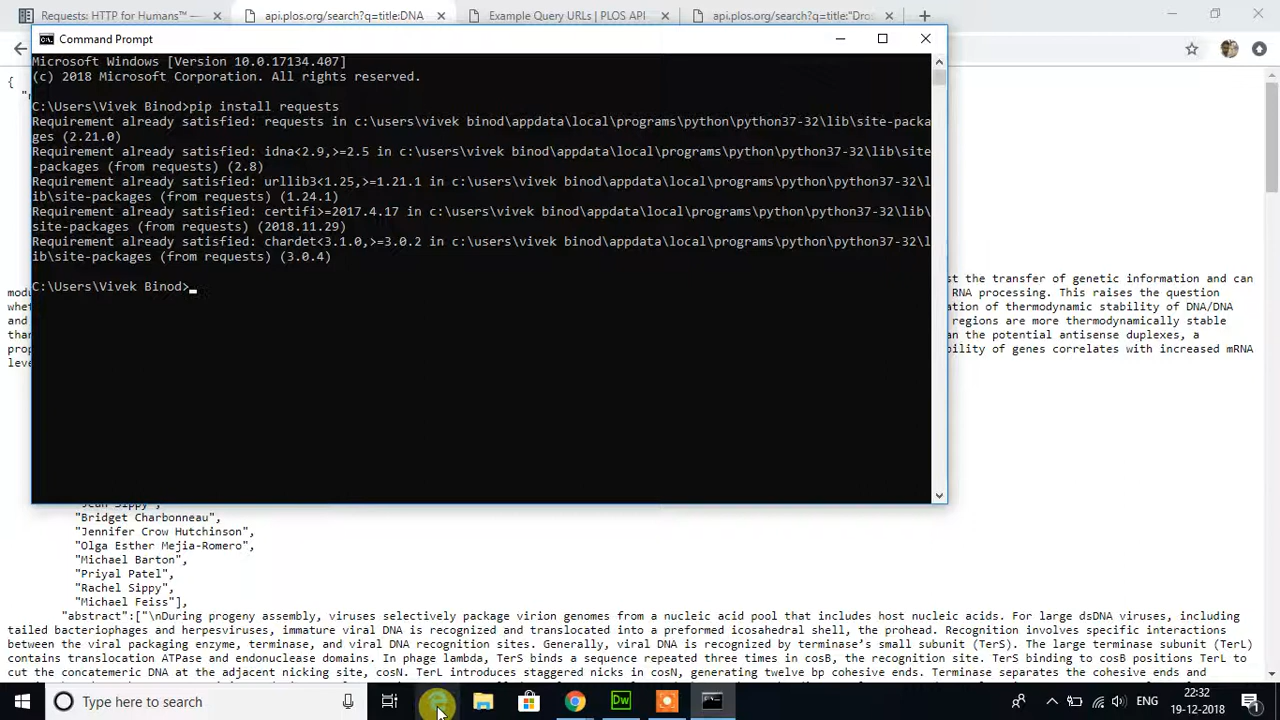 Requests: HTTP for Humans™
api.plos.org/search?q=title:DNA
Example Query URLs | PLOS API
api.plos.org/search?q=title:"Dros
Command Prompt
Microsoft Windows [Version 10.0.17134.407]
(c) 2018 Microsoft Corporation. All rights reserved.
C:\Users\Vivek Binod>pip install requests
Requirement already satisfied: requests in c:\users\vivek binod\appdata\local\programs\python\python37-32\lib\site-packa
ges (2.21.0)
Requirement already satisfied: idna<2.9,>=2.5 in c:\users\vivek binod\appdata\local\programs\python\python37-32\lib\site
-packages (from requests) (2.8)
Requirement already satisfied: urllib3<1.25,>=1.21.1 in c:\users\vivek binod\appdata\local\programs\python\python37-32\l
ib\site-packages (from requests) (1.24.1)
Requirement already satisfied: certifi>=2017.4.17 in c:\users\vivek binod\appdata\local\programs\python\python37-32\lib\
site-packages (from requests) (2018.11.29)
Requirement already satisfied: chardet<3.1.0,>=3.0.2 in c:\users\vivek binod\appdata\local\programs\python\python37-32\l
ib\site-packages (from requests) (3.0.4)
C:\Users\Vivek Binod>
{
st the transfer of genetic information and can
modu RNA processing. This raises the question
whet ation of thermodynamic stability of DNA/DNA
and regions are more thermodynamically stable
than an the potential antisense duplexes, a
prop bility of genes correlates with increased mRNA
leve
"Jean Sippy",
"Bridget Charbonneau",
"Jennifer Crow Hutchinson",
"Olga Esther Mejia-Romero",
"Michael Barton",
"Priyal Patel",
"Rachel Sippy",
"Michael Feiss"],
"abstract":["\nDuring progeny assembly, viruses selectively package virion genomes from a nucleic acid pool that includes host nucleic acids. For large dsDNA viruses, including
tailed bacteriophages and herpesviruses, immature viral DNA is recognized and translocated into a preformed icosahedral shell, the prohead. Recognition involves specific interactions
between the viral packaging enzyme, terminase, and viral DNA recognition sites. Generally, viral DNA is recognized by terminase's small subunit (TerS). The large terminase subunit (TerL)
contains translocation ATPase and endonuclease domains. In phage lambda, TerS binds a sequence repeated three times in cosB, the recognition site. TerS binding to cosB positions TerL to
cut the concatemeric DNA at the adjacent nicking site, cosN. TerL introduces staggered nicks in cosN, generating twelve bp cohesive ends. Terminase separates the cohesive ends and
Type here to search
Dw
ENG
22:32
19-12-2018
1